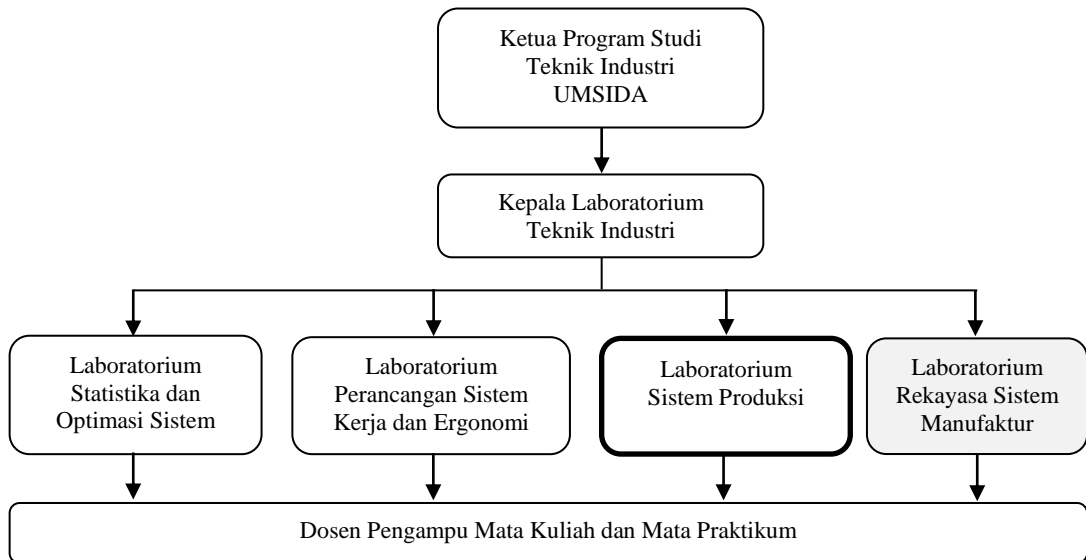 Ketua Program Studi
Teknik Industri
UMSIDA
Kepala Laboratorium
Teknik Industri
Laboratorium
Statistika dan
Optimasi Sistem
Laboratorium
Perancangan Sistem
Kerja dan Ergonomi
Laboratorium
Sistem Produksi
Laboratorium
Rekayasa Sistem
Manufaktur
Dosen Pengampu Mata Kuliah dan Mata Praktikum